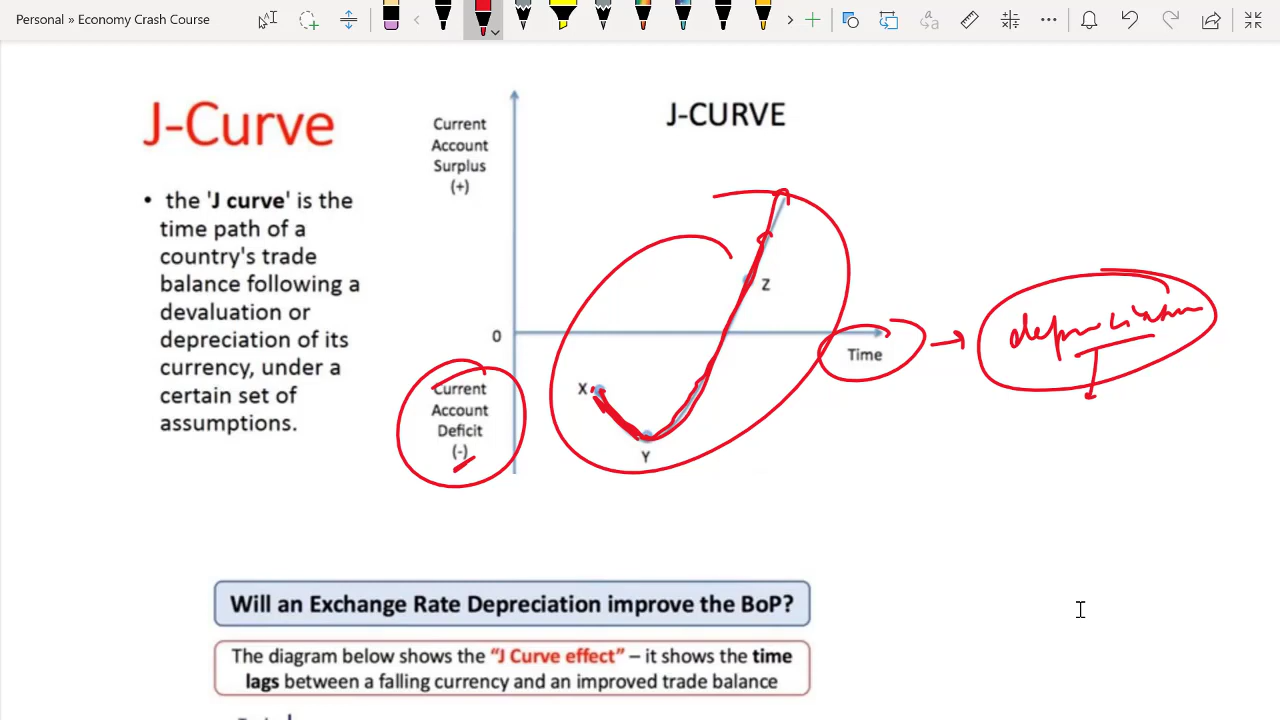 Personal » Economy Crash Course
J-Curve
• the 'J curve' is the
time path of a
country's trade
balance following a
devaluation or
depreciation of its
currency, under a
certain set of
assumptions.
J-CURVE
Current
Account
Surplus
(+)
0
Current
Account
Deficit
(-)
X
Y
Z
Time
depreciation
Will an Exchange Rate Depreciation improve the BoP?
The diagram below shows the “J Curve effect” – it shows the time
lags between a falling currency and an improved trade balance